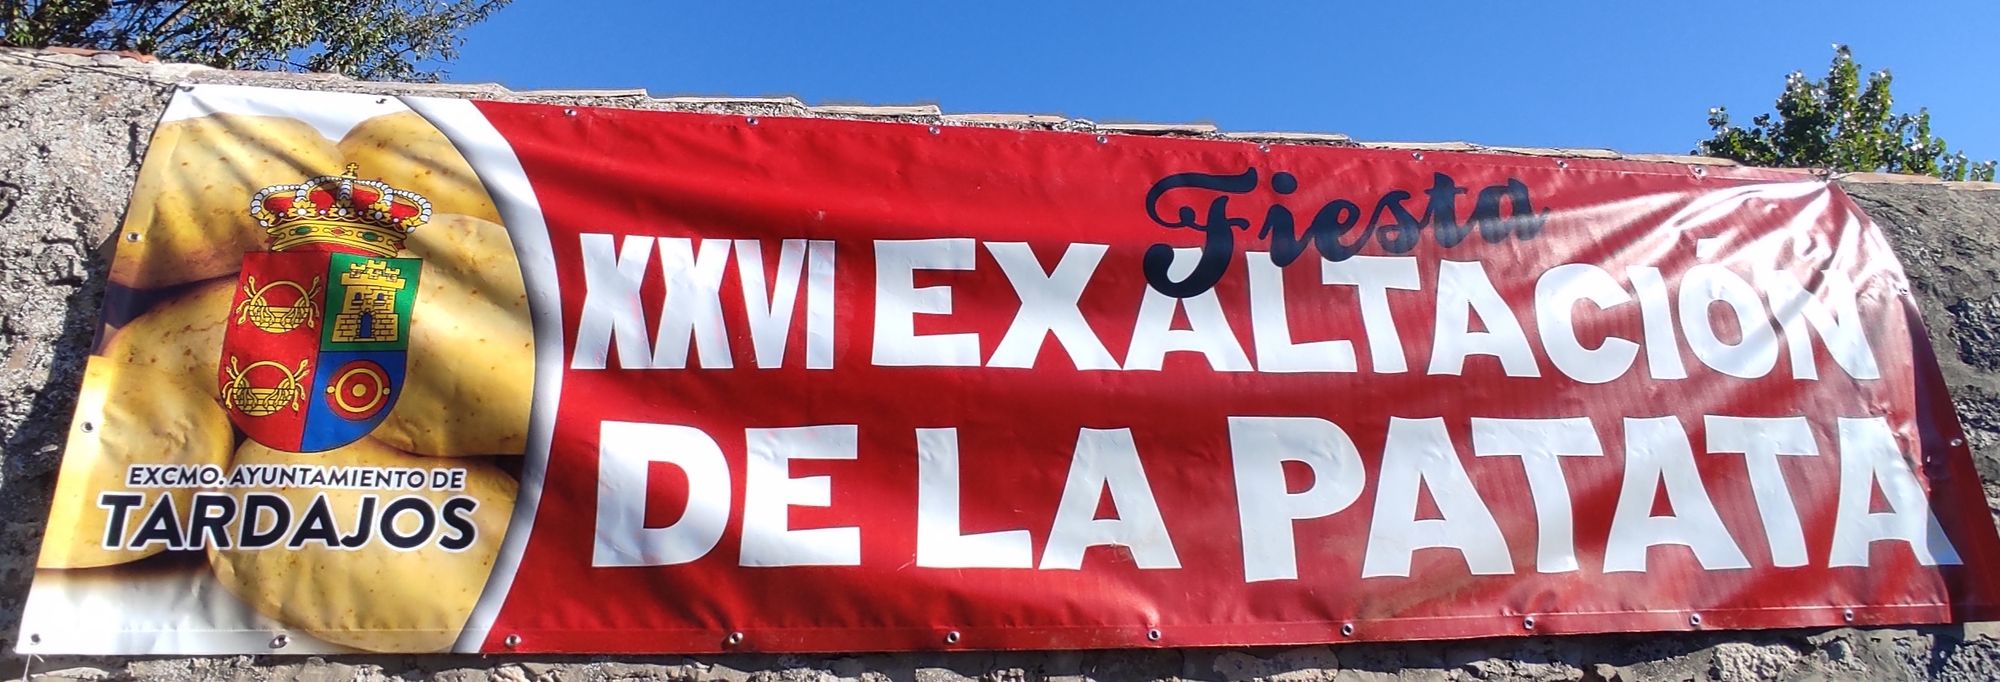 EXCMO. AYUNTAMIENTO DE
TARDAJOS
Fiesta
XXVI EXALTACIÓN
DE LA PATATA